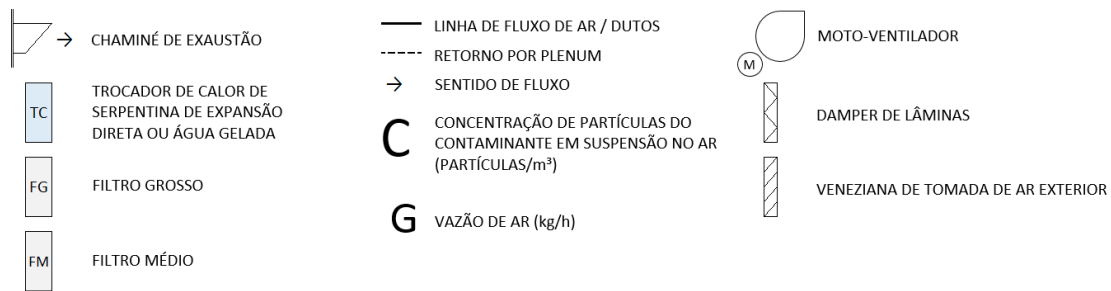 CHAMINÉ DE EXAUSTÃO
TC
TROCADOR DE CALOR DE
SERPENTINA DE EXPANSÃO
DIRETA OU ÁGUA GELADA
FG
FILTRO GROSSO
FM
FILTRO MÉDIO
LINHA DE FLUXO DE AR / DUTOS
RETORNO POR PLENUM
SENTIDO DE FLUXO
C
CONCENTRAÇÃO DE PARTÍCULAS DO
CONTAMINANTE EM SUSPENSÃO NO AR
(PARTÍCULAS/m³)
G
VAZÃO DE AR (kg/h)
M
MOTO-VENTILADOR
DAMPER DE LÂMINAS
VENEZIANA DE TOMADA DE AR EXTERIOR